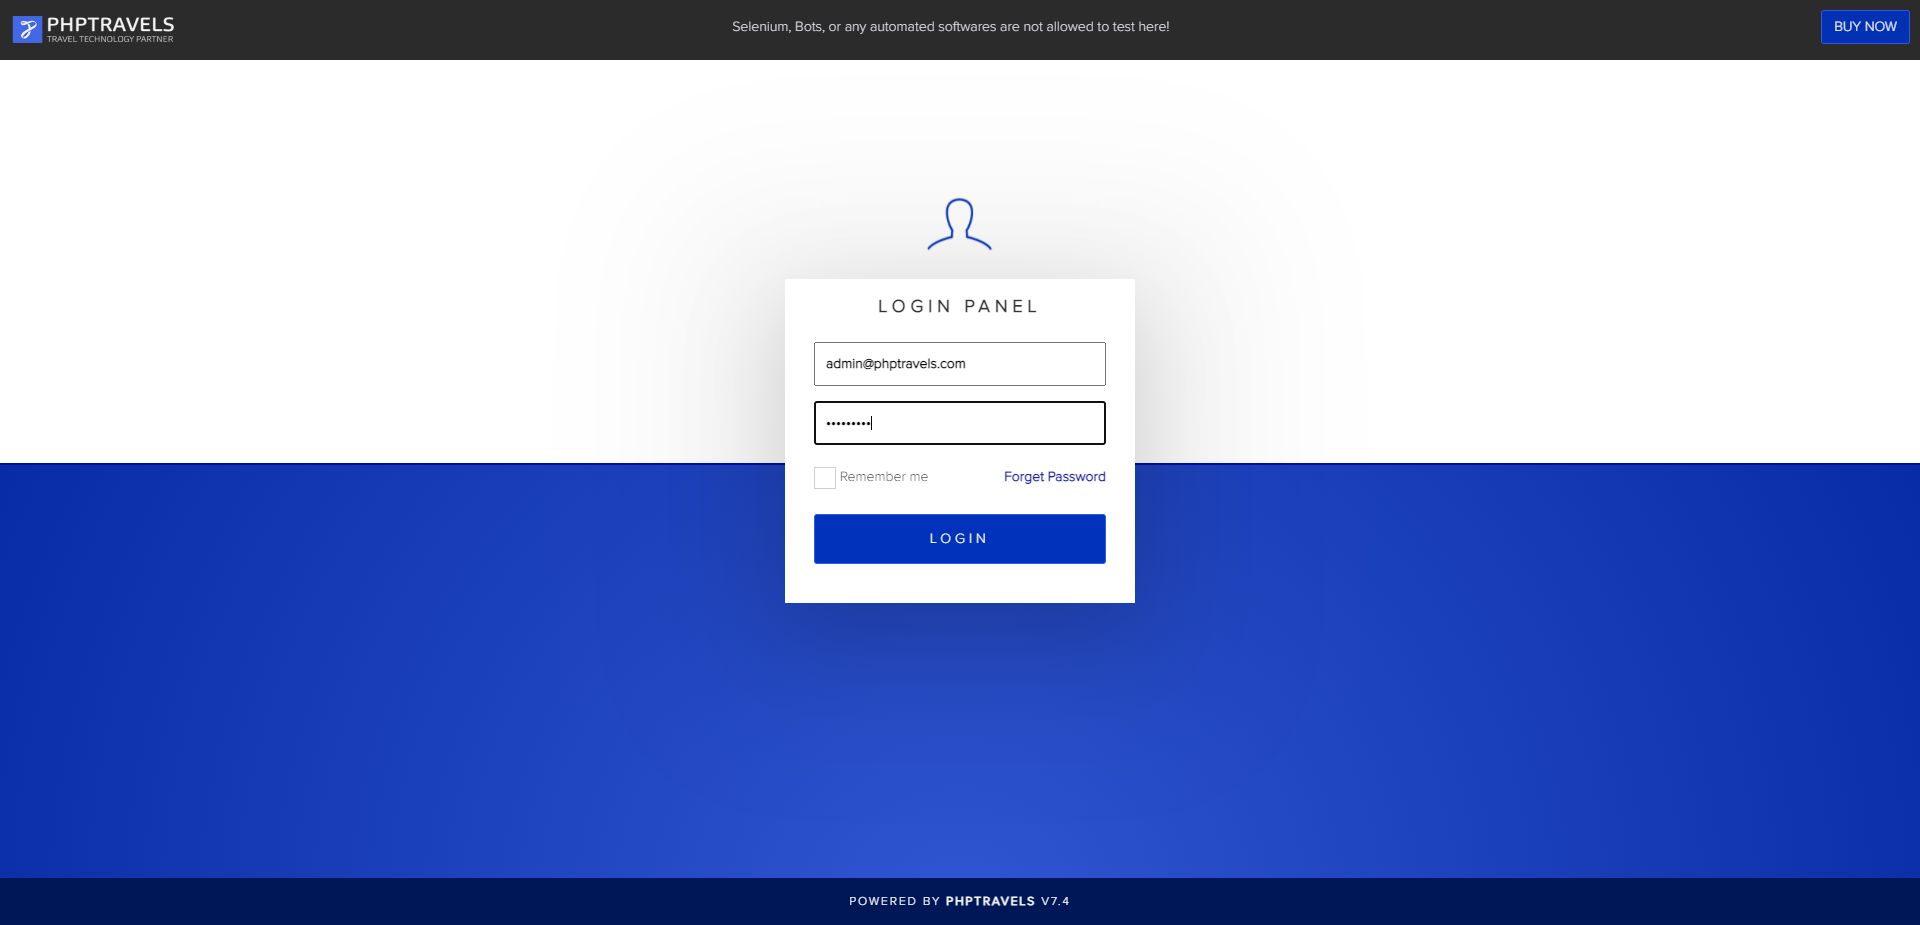 PHPTRAVELS
TRAVEL TECHNOLOGY PARTNER
Selenium, Bots, or any automated softwares are not allowed to test here!
BUY NOW
LOGIN PANEL
admin@phptravels.com
•••••••••
Remember me
Forget Password
LOGIN
POWERED BY PHPTRAVELS V7.4